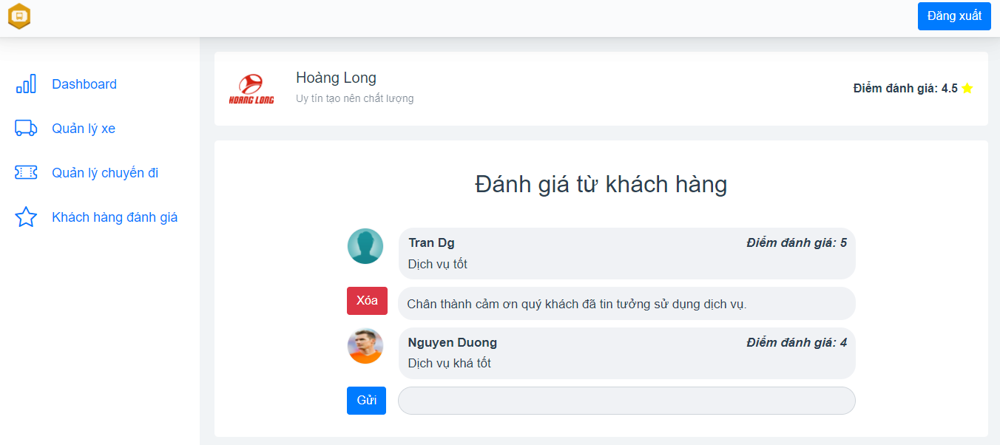 Đăng xuất
Dashboard
Quản lý xe
Quản lý chuyến đi
Khách hàng đánh giá
HOANG LONG
Hoàng Long
Uy tín tạo nên chất lượng
Điểm đánh giá: 4.5
Đánh giá từ khách hàng
Tran Dg Điểm đánh giá: 5
Dịch vụ tốt
Xóa Chân thành cảm ơn quý khách đã tin tưởng sử dụng dịch vụ.
Nguyen Duong Điểm đánh giá: 4
Dịch vụ khá tốt
Gửi